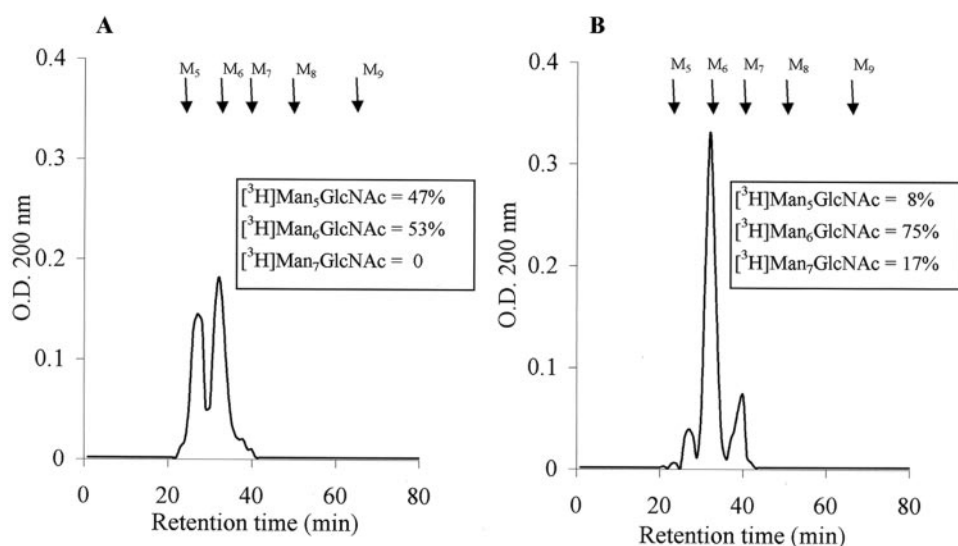 A
M₅ M₆ M₇ M₈ M₉
0.4
0.3
0.2
0.1
0
O.D. 200 nm
[³H]Man₅GlcNAc = 47%
[³H]Man₆GlcNAc = 53%
[³H]Man₇GlcNAc = 0
0 20 40 60 80
Retention time (min)
B
M₅ M₆ M₇ M₈ M₉
0.4
0.3
0.2
0.1
0
O.D. 200 nm
[³H]Man₅GlcNAc = 8%
[³H]Man₆GlcNAc = 75%
[³H]Man₇GlcNAc = 17%
0 20 40 60 80
Retention time (min)